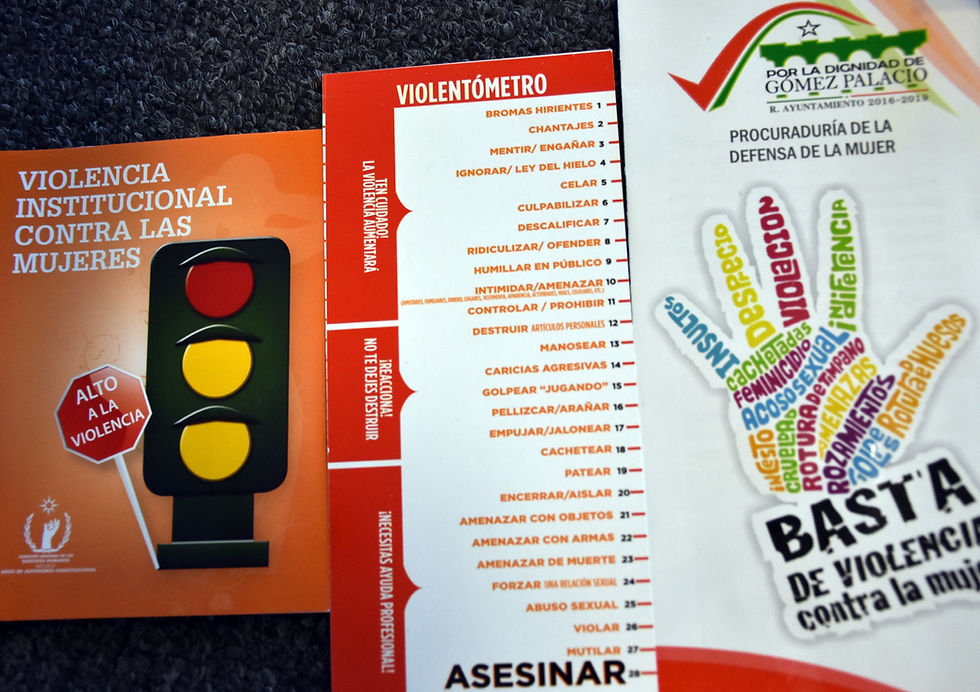 VIOLENCIA
INSTITUCIONAL
CONTRA LAS
MUJERES
ALTO
A LA
VIOLENCIA
VIOLENTÓMETRO
¡TEN CUIDADO!
LA VIOLENCIA AUMENTARÁ
BROMAS HIRIENTES 1
CHANTAJES 2
MENTIR/ ENGAÑAR 3
IGNORAR/ LEY DEL HIELO 4
CELAR 5
CULPABILIZAR 6
DESCALIFICAR 7
RIDICULIZAR/ OFENDER 8
HUMILLAR EN PÚBLICO 9
INTIMIDAR/AMENAZAR 10
CONTROLAR / PROHIBIR 11
¡REACCIONA!
NO TE DEJES DESTRUIR
DESTRUIR ARTÍCULOS PERSONALES 12
MANOSEAR 13
CARICIAS AGRESIVAS 14
GOLPEAR "JUGANDO" 15
PELLIZCAR/ARAÑAR 16
EMPUJAR/JALONEAR 17
CACHETEAR 18
¡NECESITAS AYUDA PROFESIONAL!
PATEAR 19
ENCERRAR/AISLAR 20
AMENAZAR CON OBJETOS 21
AMENAZAR CON ARMAS 22
AMENAZAR DE MUERTE 23
FORZAR UNA RELACIÓN SEXUAL 24
ABUSO SEXUAL 25
VIOLAR 26
MUTILAR 27
ASESINAR 28
POR LA DIGNIDAD DE
GÓMEZ PALACIO
R. AYUNTAMIENTO 2016-2019
PROCURADURÍA DE LA
DEFENSA DE LA MUJER
INSULTOS
DESPRECIO
VIOLACION
INDIFERENCIA
cachetadas
FEMINICIDIO
ACOSO sexual
INCESTO
CRUELDAD
ROTURA de TIMPANO
AMENAZAS
ROZAMIENTOS
GOLPE
Rotura de Huesos
BASTA
DE VIOLENCIA
contra la muje